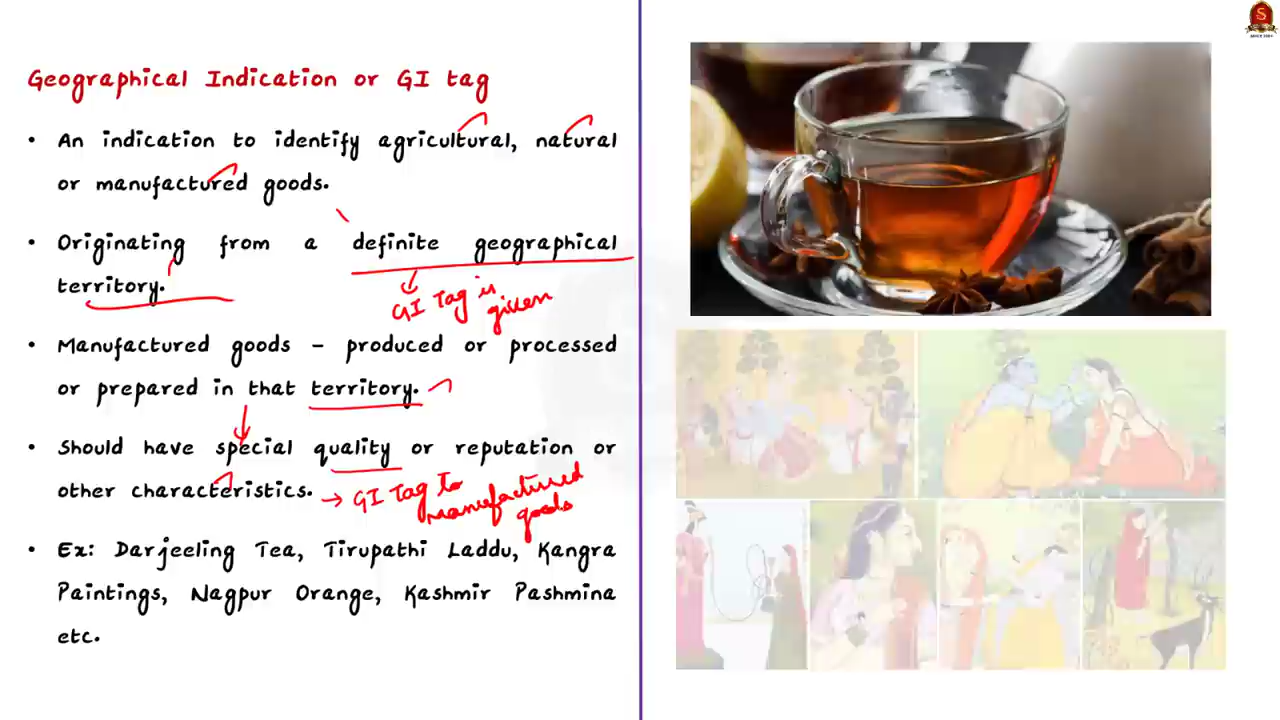 Geographical Indication or GI tag
• An indication to identify agricultural, natural
or manufactured goods.
• Originating from a definite geographical
territory.
GI Tag is
given
• Manufactured goods - produced or processed
or prepared in that territory.
• Should have special quality or reputation or
other characteristics. → GI Tag to
manufactured
goods
• Ex: Darjeeling Tea, Tirupathi Laddu, Kangra
Paintings, Nagpur Orange, Kashmir Pashmina
etc.